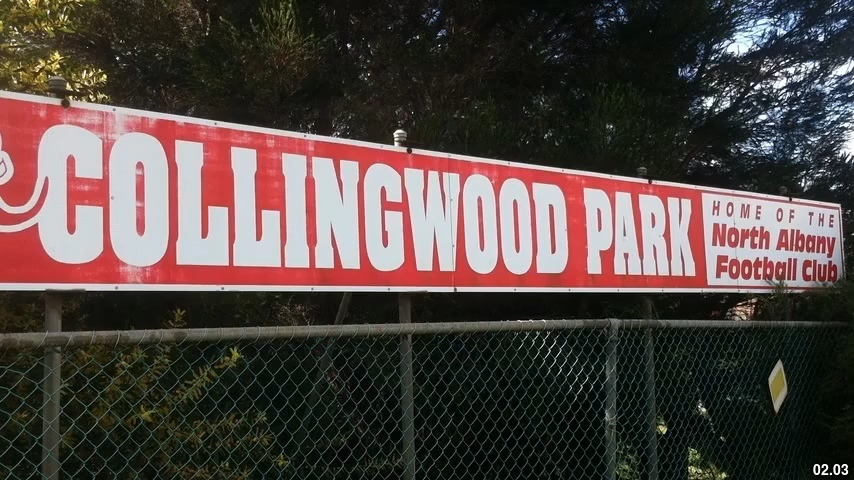 COLLINGWOOD PARK
HOME OF THE
North Albany
Football Club
02.03